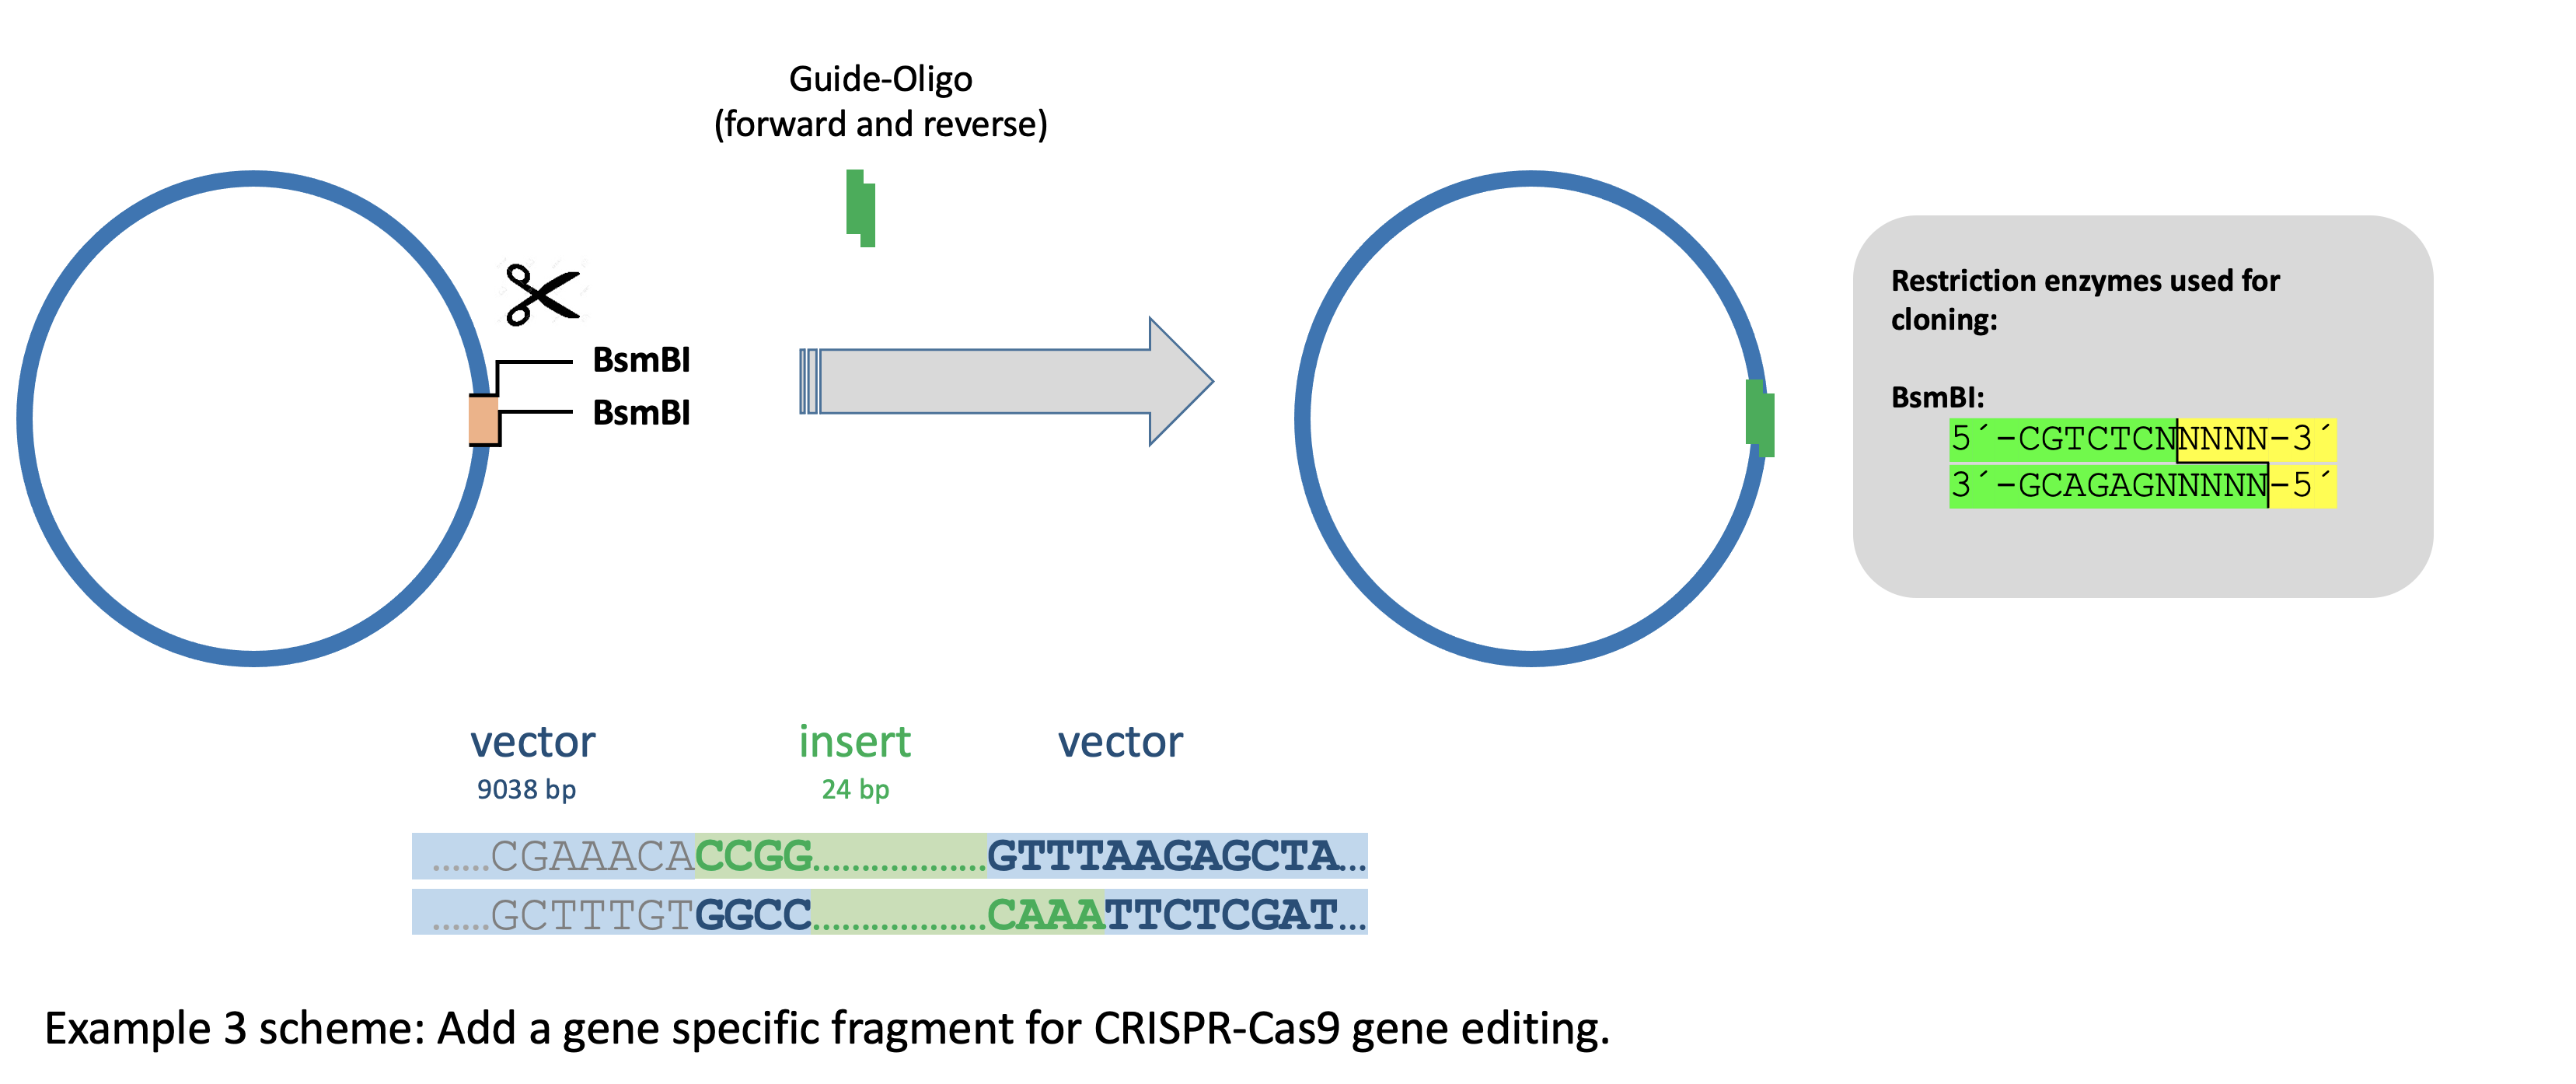 Guide-Oligo
(forward and reverse)
BsmBI
BsmBI
Restriction enzymes used for
cloning:
BsmBI:
5´-CGTCTCNNNNN-3´
3´-GCAGAGNNNNN-5´
vector insert vector
9038 bp 24 bp
......CGAAACACCGG..................GTTTAAGAGCTA...
......GCTTTGTGGCC..................CAAATTCTCGAT...
Example 3 scheme: Add a gene specific fragment for CRISPR-Cas9 gene editing.